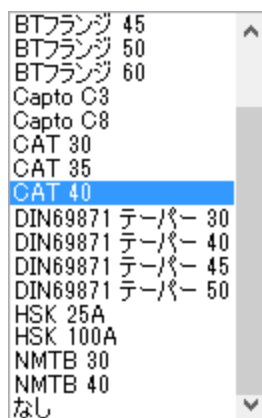 BTフランジ 45
BTフランジ 50
BTフランジ 60
Capto C3
Capto C8
CAT 30
CAT 35
CAT 40
DIN69871 テーパー 30
DIN69871 テーパー 40
DIN69871 テーパー 45
DIN69871 テーパー 50
HSK 25A
HSK 100A
NMTB 30
NMTB 40
なし